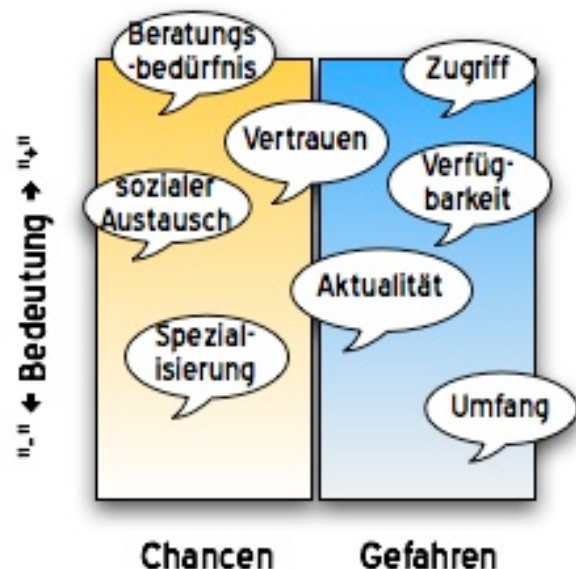 Beratungs
-bedürfnis
Zugriff
Vertrauen
Verfüg-
barkeit
sozialer
Austausch
Aktualität
Spezial-
isierung
Umfang
"-" ← Bedeutung → "+"
Chancen
Gefahren